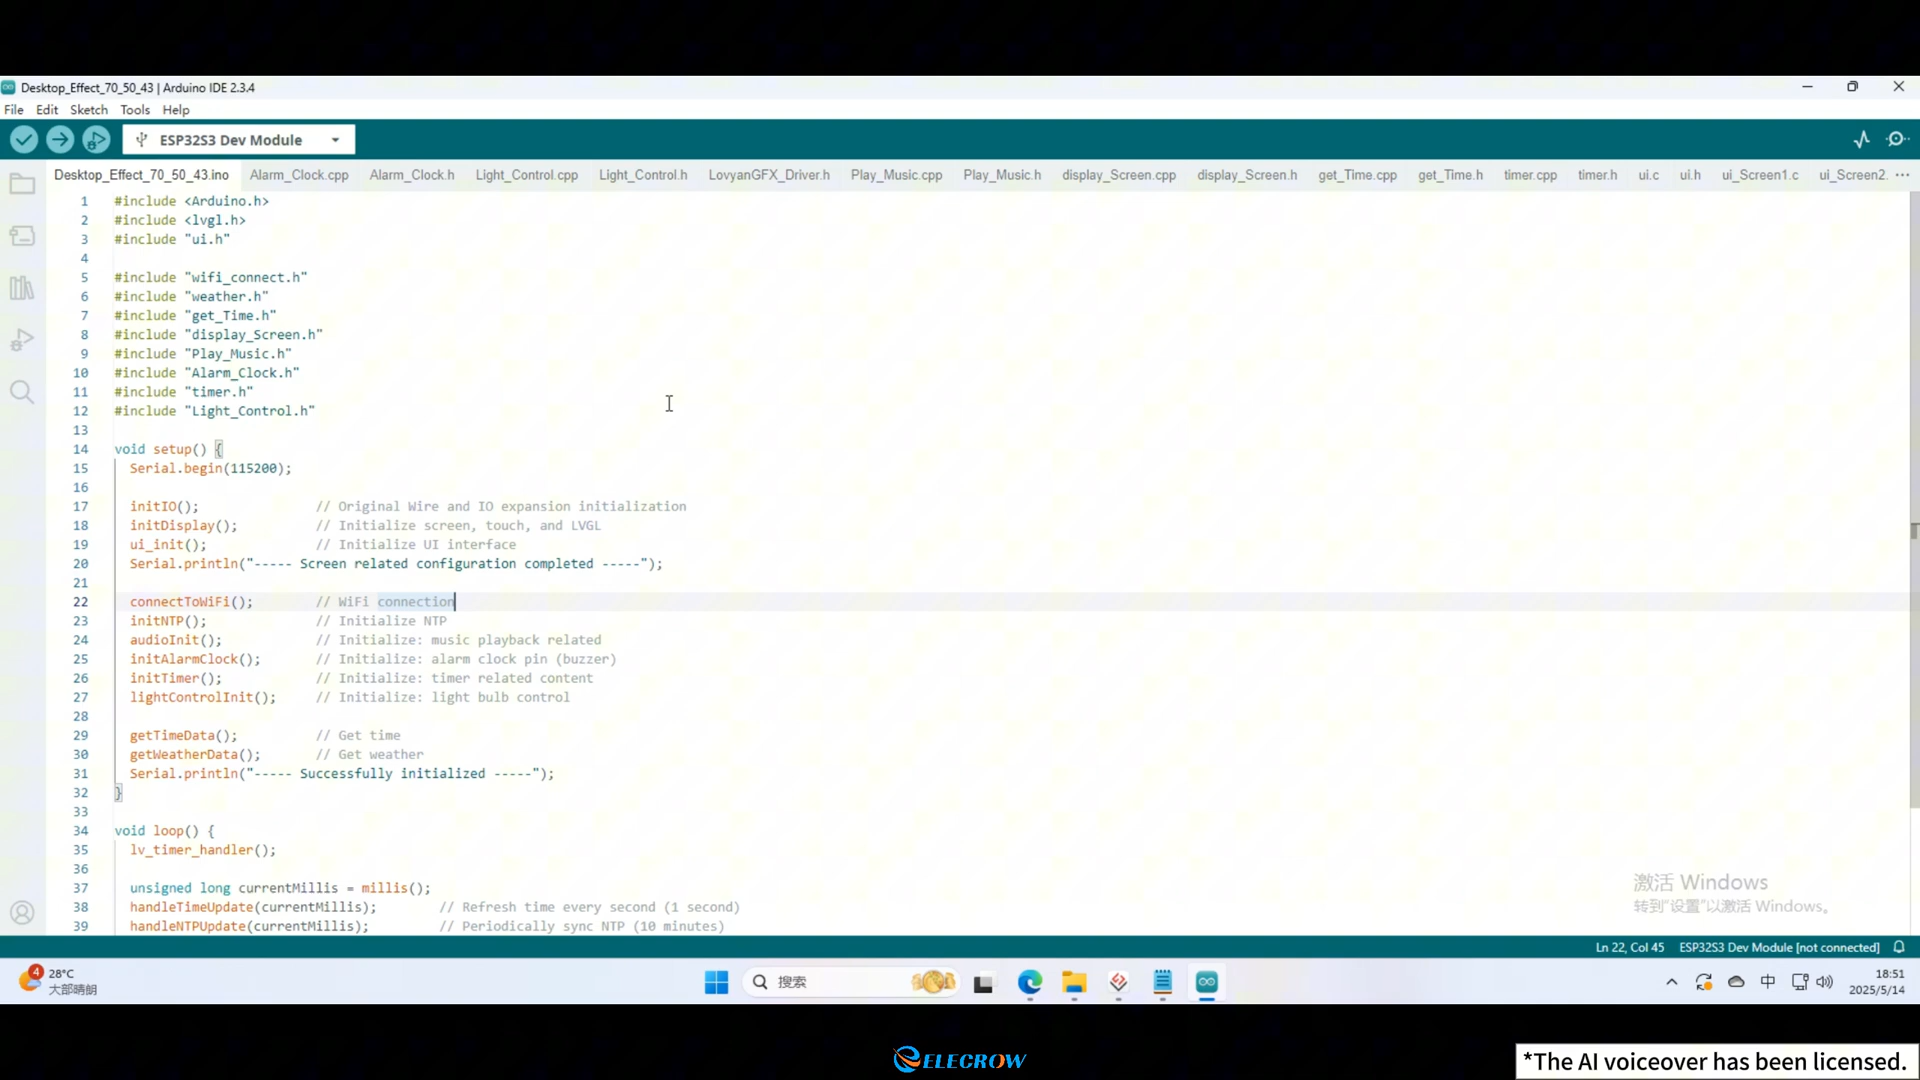 Desktop_Effect_70_50_43 | Arduino IDE 2.3.4
File Edit Sketch Tools Help
ESP32S3 Dev Module
Desktop_Effect_70_50_43.ino Alarm_Clock.cpp Alarm_Clock.h Light_Control.cpp Light_Control.h LovyanGFX_Driver.h Play_Music.cpp Play_Music.h display_Screen.cpp display_Screen.h get_Time.cpp get_Time.h timer.cpp timer.h ui.c ui.h ui_Screen1.c ui_Screen2. ...
1 #include <Arduino.h>
2 #include <lvgl.h>
3 #include "ui.h"
4
5 #include "wifi_connect.h"
6 #include "weather.h"
7 #include "get_Time.h"
8 #include "display_Screen.h"
9 #include "Play_Music.h"
10 #include "Alarm_Clock.h"
11 #include "timer.h"
12 #include "Light_Control.h"
13
14 void setup() {
15 Serial.begin(115200);
16
17 initIO(); // Original Wire and IO expansion initialization
18 initDisplay(); // Initialize screen, touch, and LVGL
19 ui_init(); // Initialize UI interface
20 Serial.println("----- Screen related configuration completed -----");
21
22 connectToWiFi(); // WiFi connection
23 initNTP(); // Initialize NTP
24 audioInit(); // Initialize: music playback related
25 initAlarmClock(); // Initialize: alarm clock pin (buzzer)
26 initTimer(); // Initialize: timer related content
27 lightControlInit(); // Initialize: light bulb control
28
29 getTimeData(); // Get time
30 getWeatherData(); // Get weather
31 Serial.println("----- Successfully initialized -----");
32 }
33
34 void loop() {
35 lv_timer_handler();
36
37 unsigned long currentMillis = millis();
38 handleTimeUpdate(currentMillis); // Refresh time every second (1 second)
39 handleNTPUpdate(currentMillis); // Periodically sync NTP (10 minutes)
激活 Windows
转到"设置"以激活 Windows。
Ln 22, Col 45 ESP32S3 Dev Module [not connected]
4
28°C
大部晴朗
搜索
中
18:51
2025/5/14
ELECROW
*The AI voiceover has been licensed.